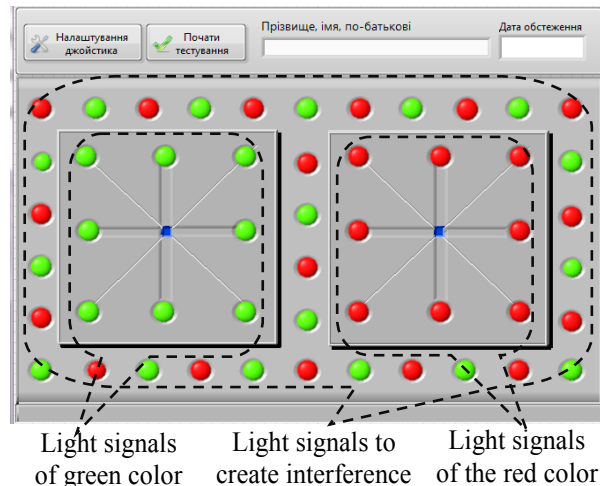 Налаштування
джойстика
Почати
тестування
Прізвище, імя, по-батькові
Дата обстеження
Light signals
of green color
Light signals to
create interference
Light signals
of the red color